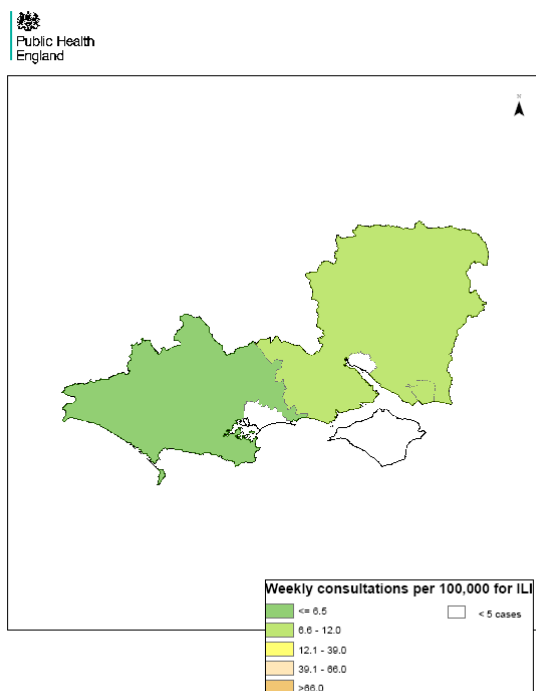 Public Health
England
N
Weekly consultations per 100,000 for ILI
<= 6.5
< 5 cases
6.6 - 12.0
12.1 - 39.0
39.1 - 66.0
>66.0